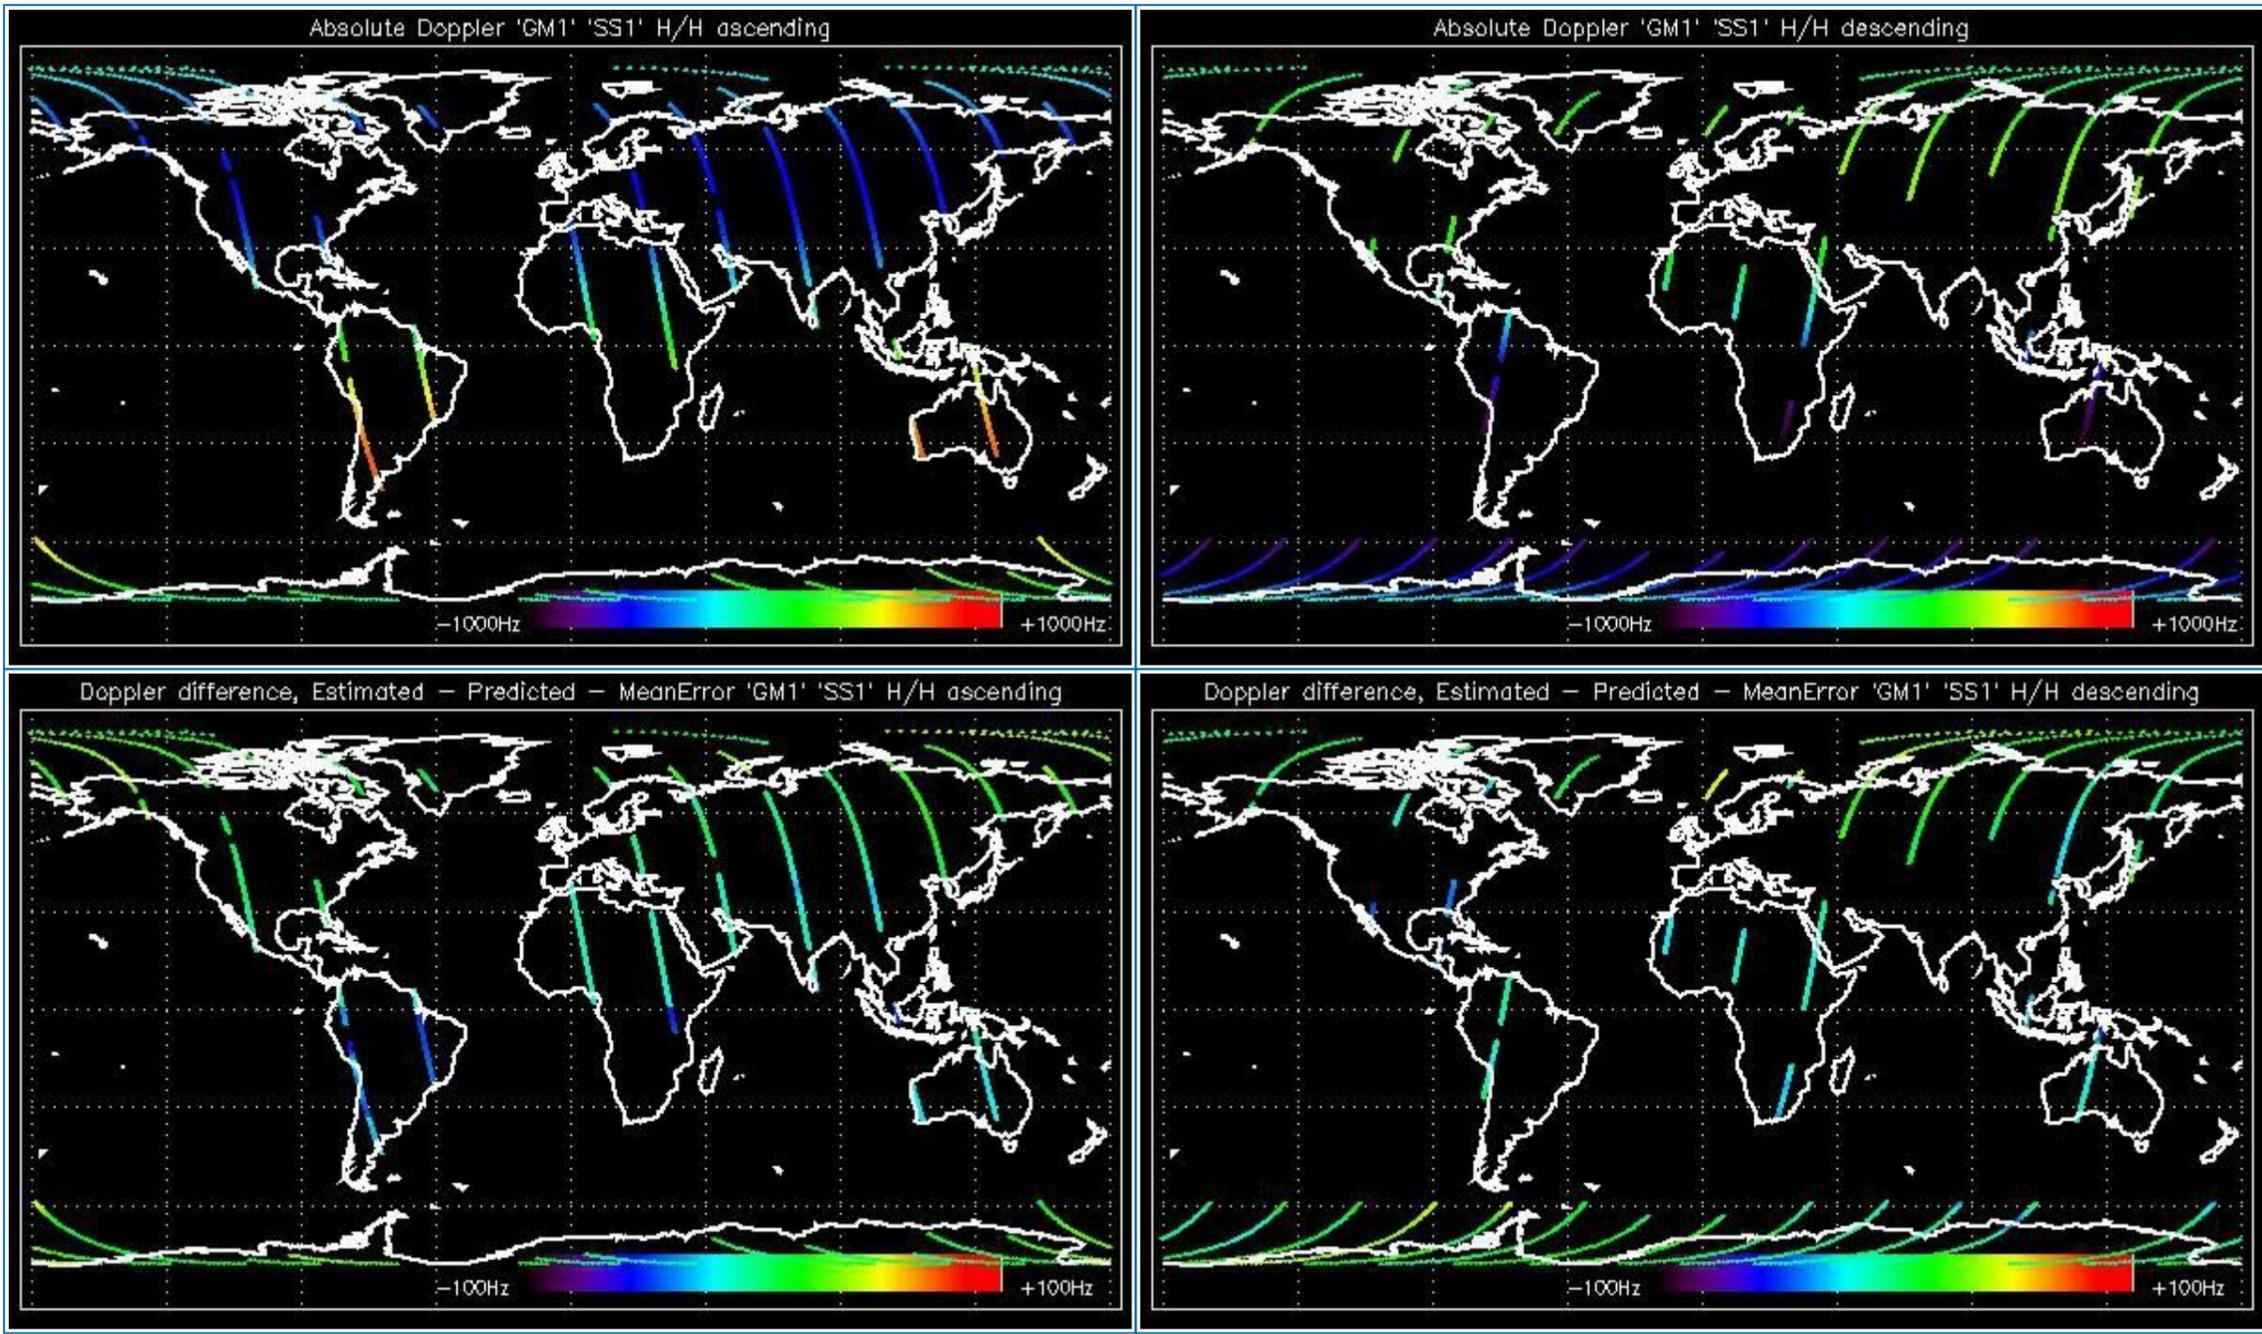 Absolute Doppler 'GM1' 'SS1' H/H ascending
-1000Hz
+1000Hz
Absolute Doppler 'GM1' 'SS1' H/H descending
-1000Hz
+1000Hz
Doppler difference, Estimated - Predicted - MeanError 'GM1' 'SS1' H/H ascending
-100Hz
+100Hz
Doppler difference, Estimated - Predicted - MeanError 'GM1' 'SS1' H/H descending
-100Hz
+100Hz